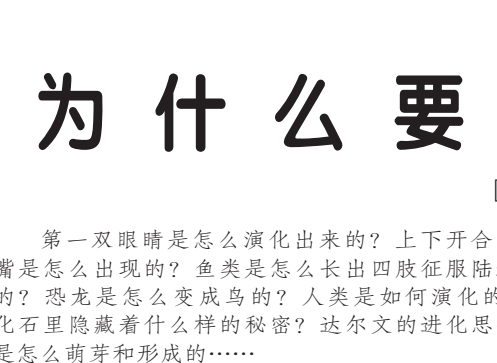 为什么要
第一双眼睛是怎么演化出来的？上下开合
嘴是怎么出现的？鱼类是怎么长出四肢征服陆
的？恐龙是怎么变成鸟的？人类是如何演化的
化石里隐藏着什么样的秘密？达尔文的进化思
是怎么萌芽和形成的……